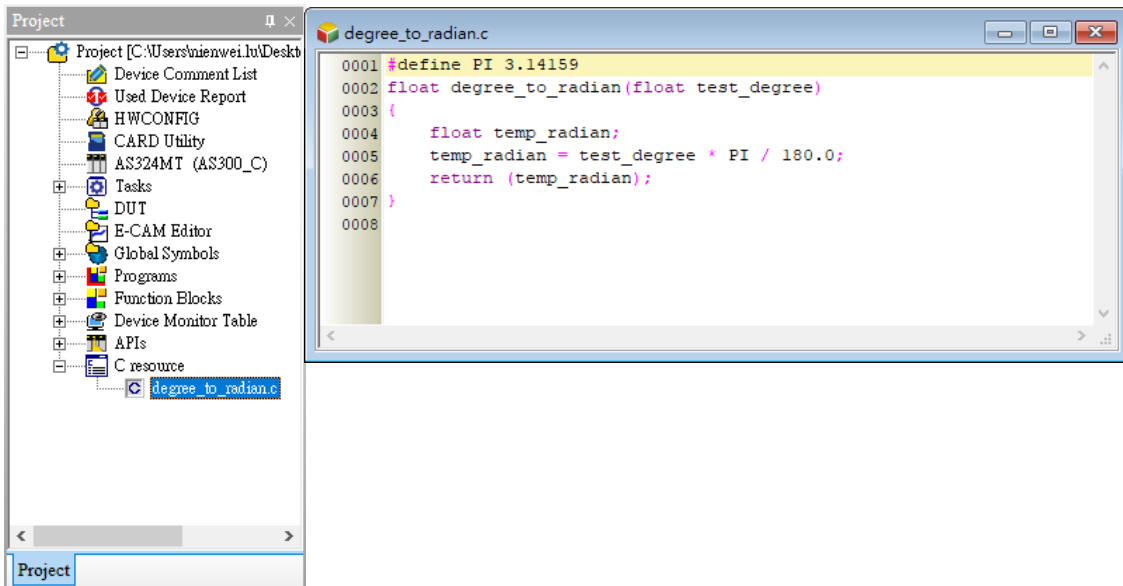 Project
Project [C:\Users\nienwei.lu\Deskt
Device Comment List
Used Device Report
HWCONFIG
CARD Utility
AS324MT (AS300_C)
Tasks
DUT
E-CAM Editor
Global Symbols
Programs
Function Blocks
Device Monitor Table
APIs
C resource
C degree_to_radian.c
Project
degree_to_radian.c
0001 #define PI 3.14159
0002 float degree_to_radian(float test_degree)
0003 {
0004     float temp_radian;
0005     temp_radian = test_degree * PI / 180.0;
0006     return (temp_radian);
0007 }
0008